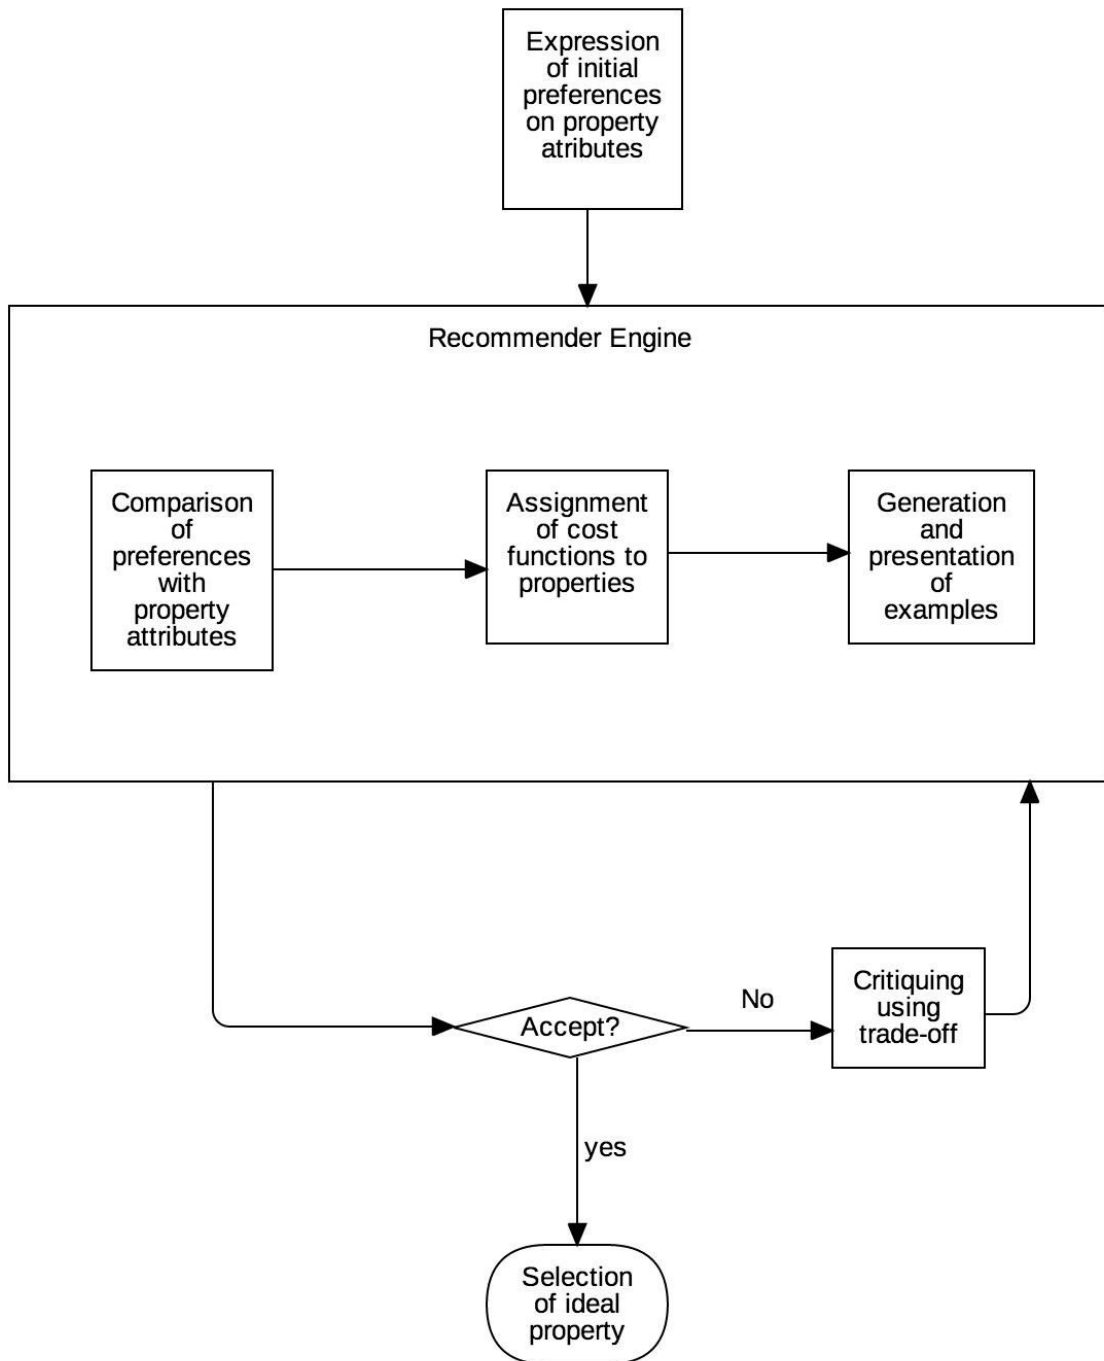 Expression
of initial
preferences
on property
atributes
Recommender Engine
Comparison
of
preferences
with
property
attributes
Assignment
of cost
functions to
properties
Generation
and
presentation
of
examples
Accept?
No
Critiquing
using
trade-off
yes
Selection
of ideal
property